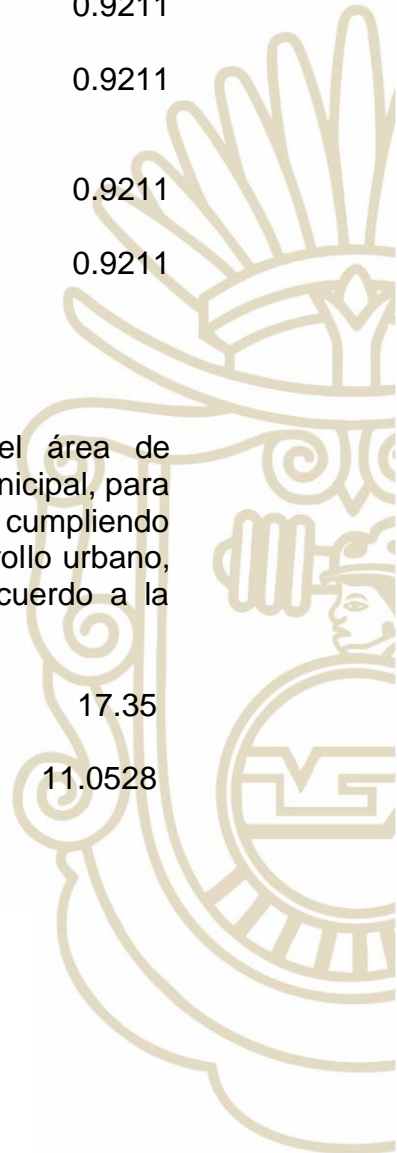 0.9211
0.9211
0.9211
0.9211
el área de
nicipal, para
cumpliendo
rollo urbano,
cuerdo a la
17.35
11.0528